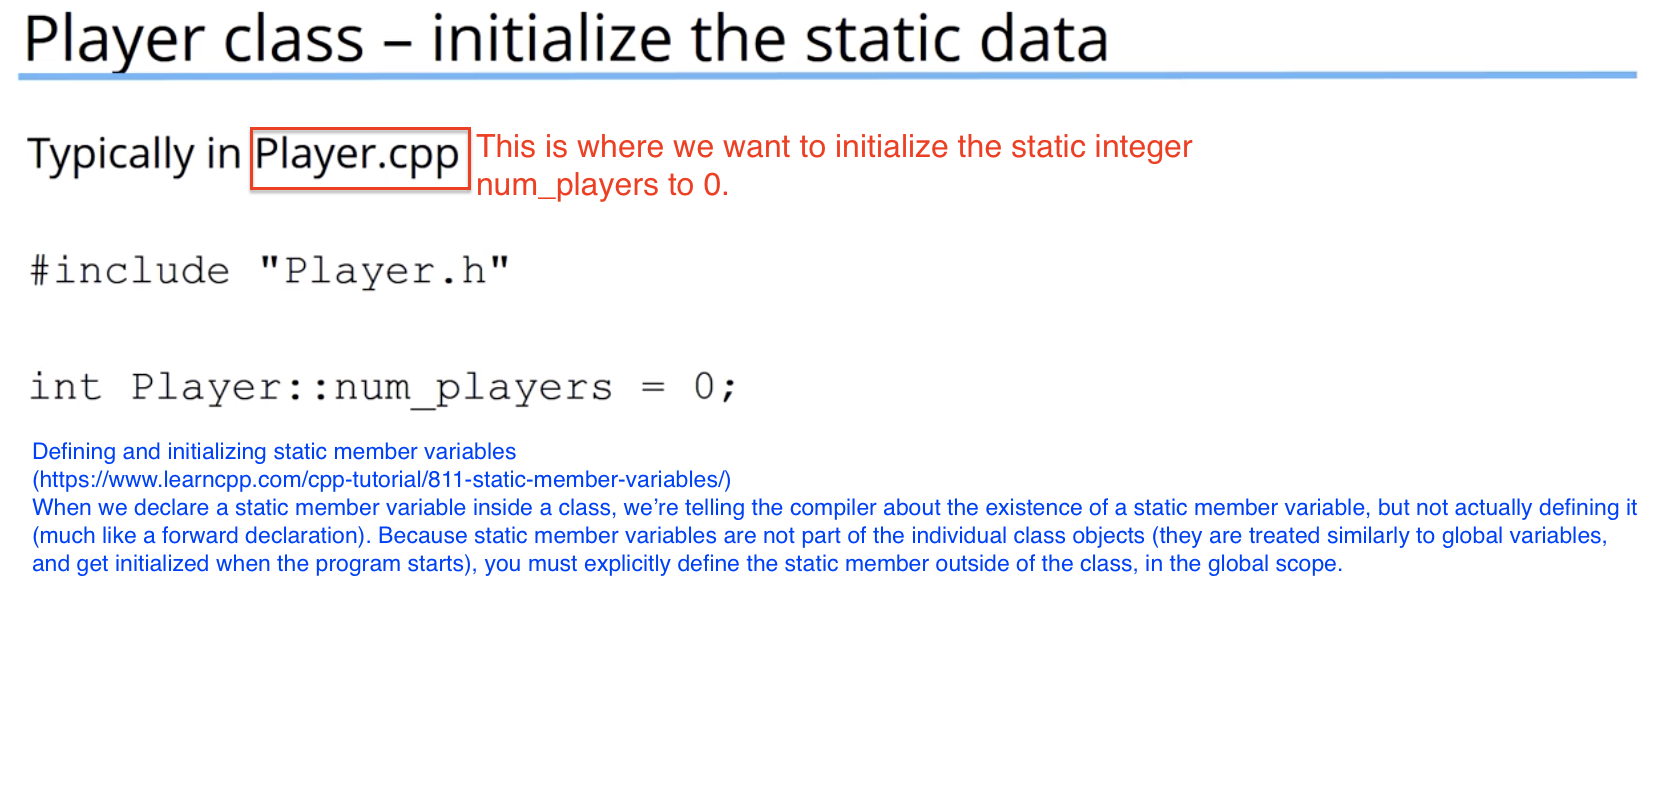 Player class – initialize the static data
Typically in Player.cpp This is where we want to initialize the static integer
num_players to 0.
#include "Player.h"
int Player::num_players = 0;
Defining and initializing static member variables
(https://www.learncpp.com/cpp-tutorial/811-static-member-variables/)
When we declare a static member variable inside a class, we’re telling the compiler about the existence of a static member variable, but not actually defining it
(much like a forward declaration). Because static member variables are not part of the individual class objects (they are treated similarly to global variables,
and get initialized when the program starts), you must explicitly define the static member outside of the class, in the global scope.